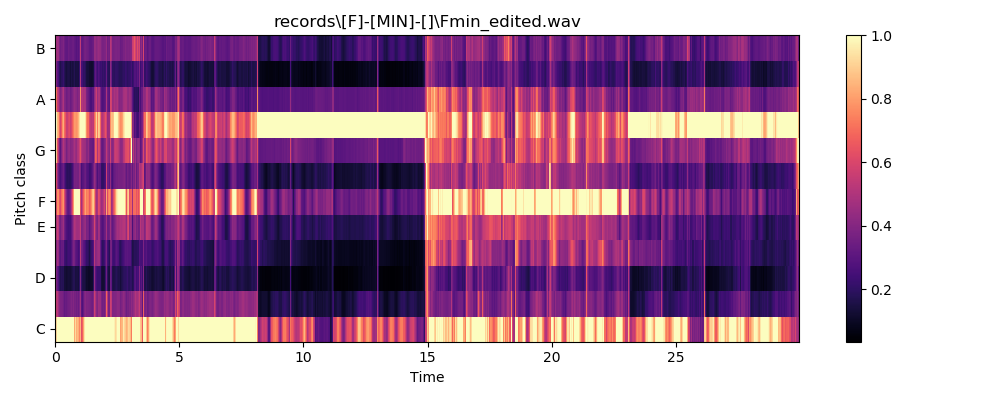 records\[F]-[MIN]-[]\Fmin_edited.wav
B
A
G
F
E
D
C
Pitch class
0
5
10
15
20
25
Time
1.0
0.8
0.6
0.4
0.2